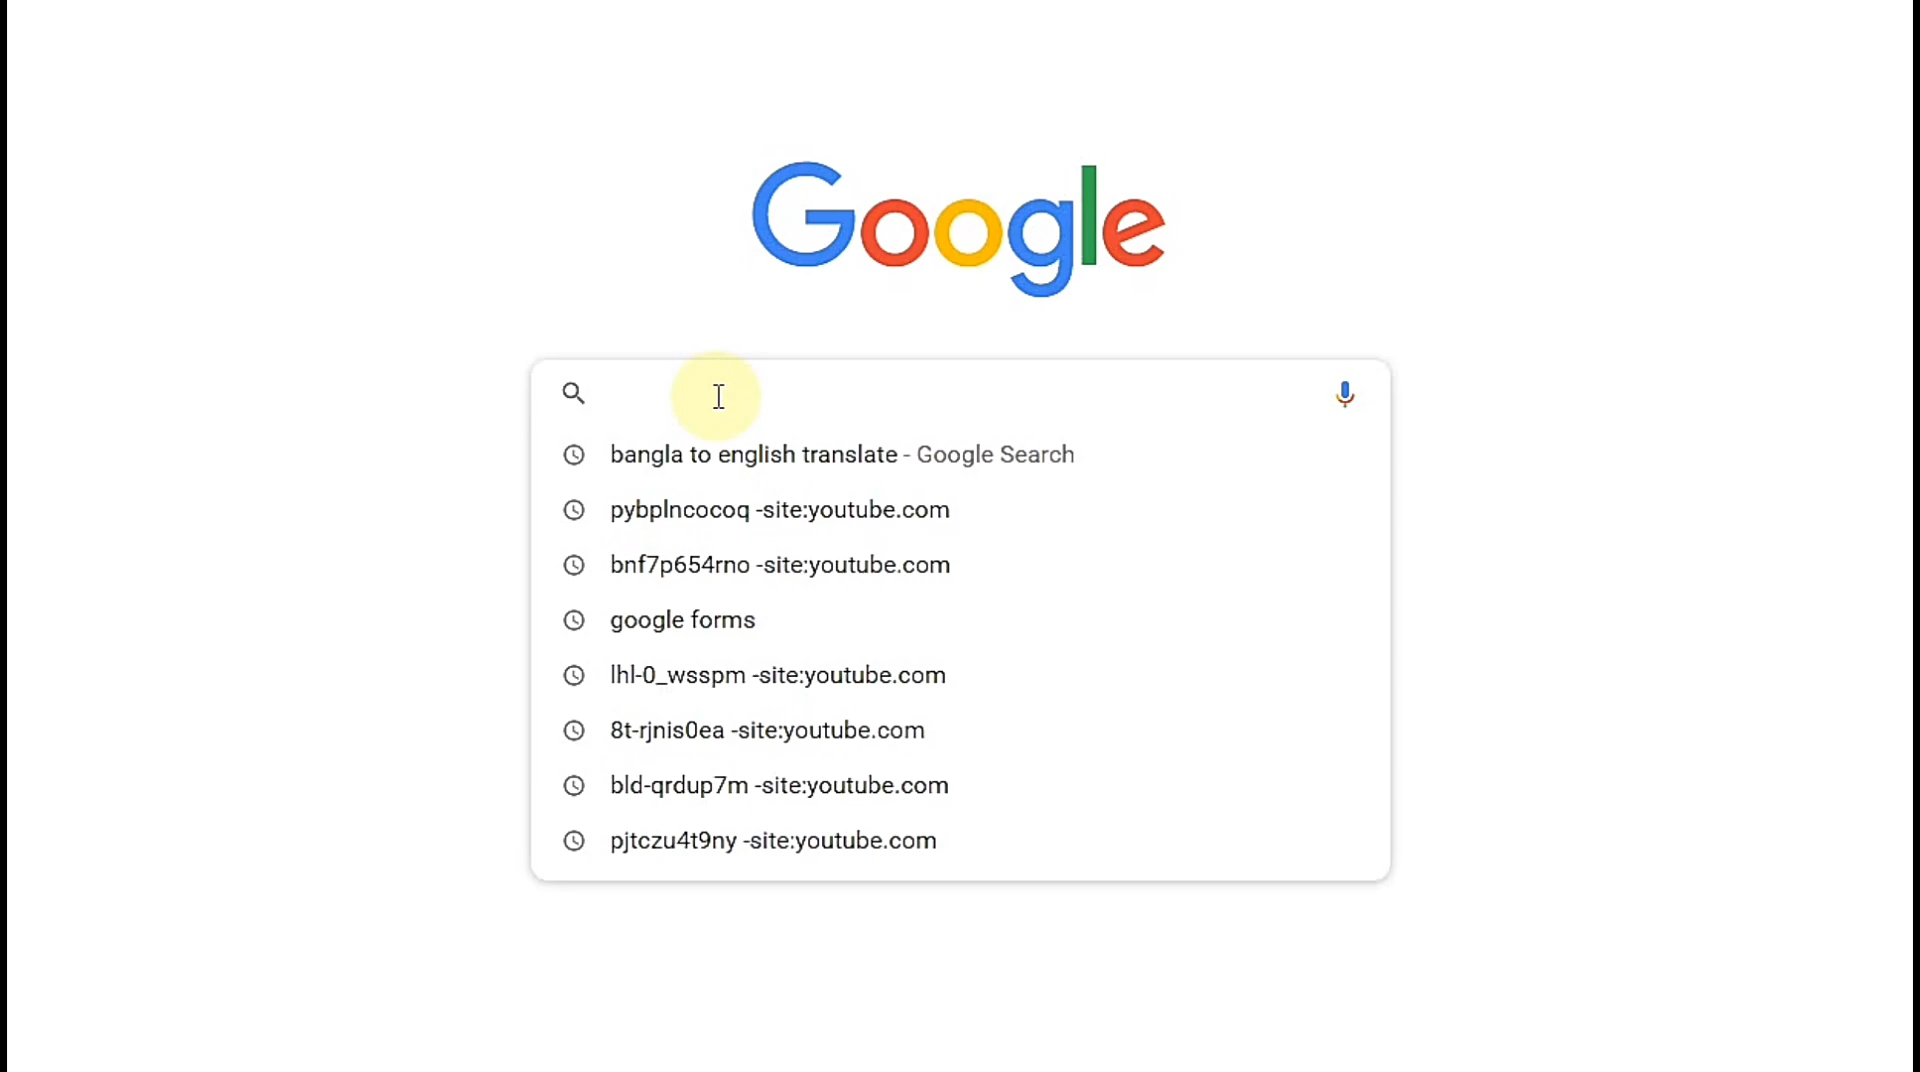 Google
bangla to english translate - Google Search
pybplncocoq -site:youtube.com
bnf7p654rno -site:youtube.com
google forms
lhl-0_wsspm -site:youtube.com
8t-rjnis0ea -site:youtube.com
bld-qrdup7m -site:youtube.com
pjtczu4t9ny -site:youtube.com